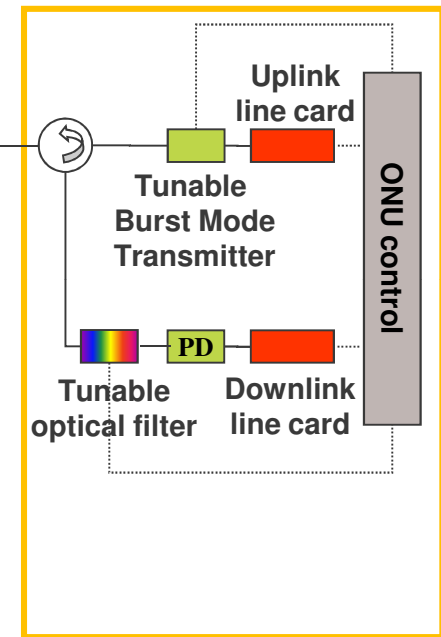 Uplink
line card
Tunable
Burst Mode
Transmitter
ONU control
PD
Tunable
optical filter
Downlink
line card